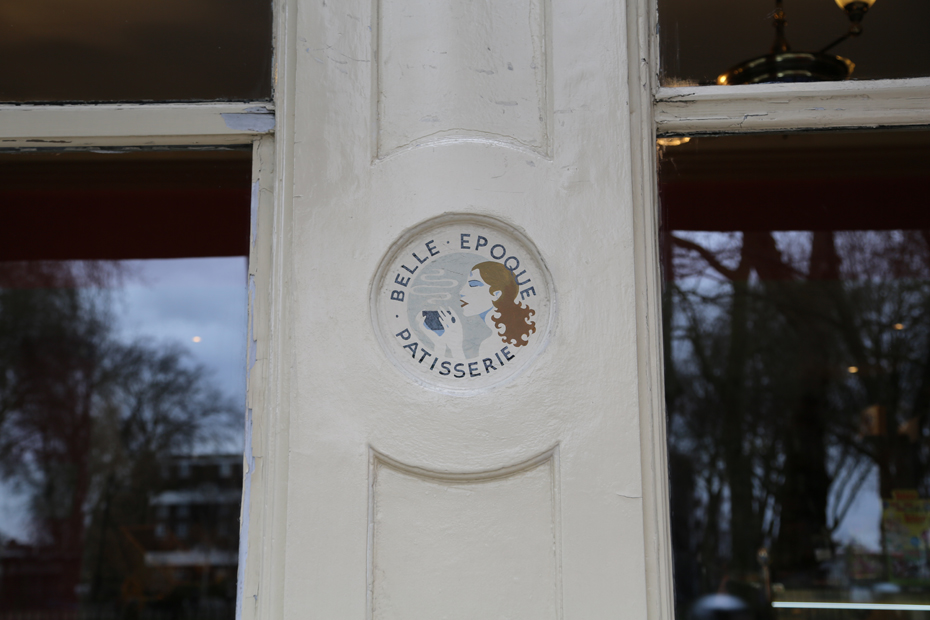 · BELLE · EPOQUE ·
PATISSERIE